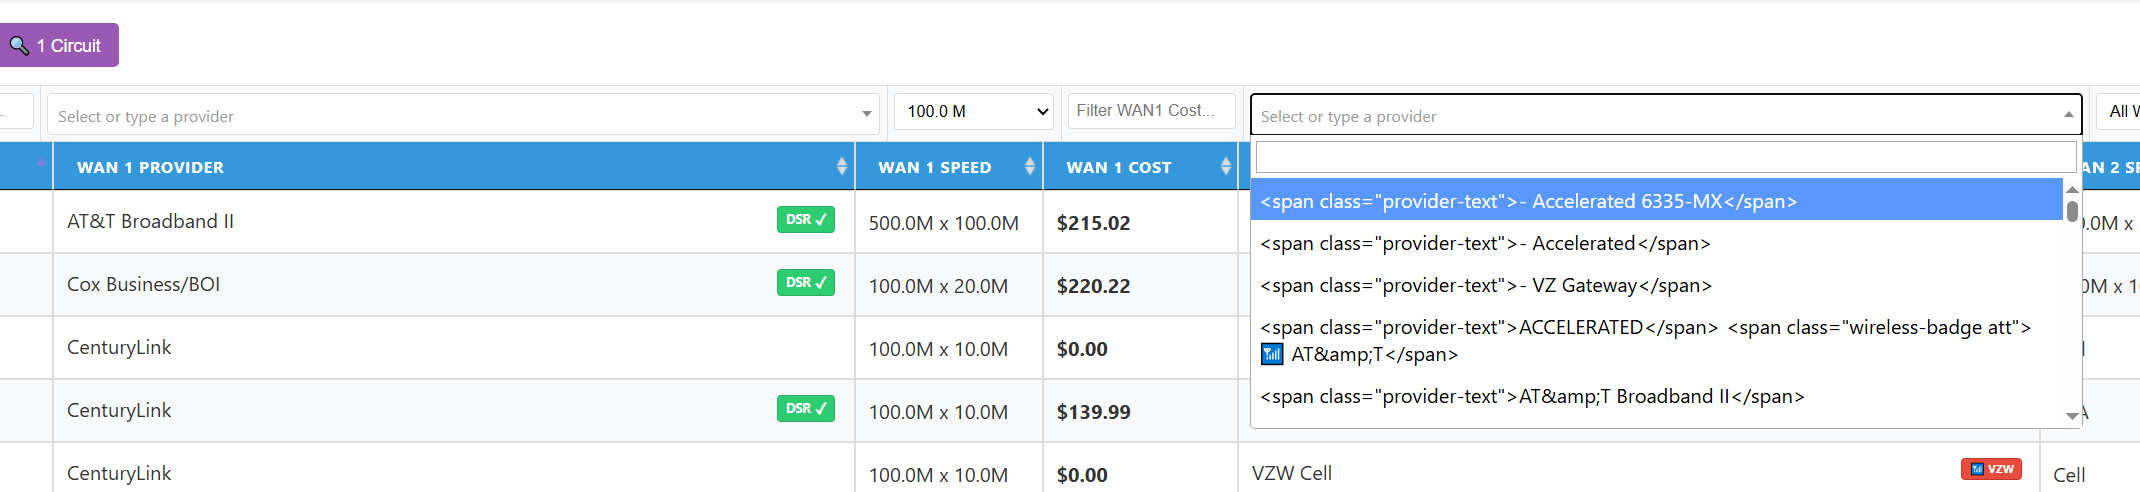 🔍 1 Circuit
Select or type a provider
100.0 M
Filter WAN1 Cost...
Select or type a provider
All W
WAN 1 PROVIDER
WAN 1 SPEED
WAN 1 COST
AN 2 SP
<span class="provider-text">- Accelerated 6335-MX</span>
<span class="provider-text">- Accelerated</span>
<span class="provider-text">- VZ Gateway</span>
<span class="provider-text">ACCELERATED</span> <span class="wireless-badge att">
📶 AT&amp;T</span>
<span class="provider-text">AT&amp;T Broadband II</span>
AT&T Broadband II
DSR ✓
500.0M x 100.0M
$215.02
.0M x
Cox Business/BOI
DSR ✓
100.0M x 20.0M
$220.22
0M x 1
CenturyLink
100.0M x 10.0M
$0.00
CenturyLink
DSR ✓
100.0M x 10.0M
$139.99
A
CenturyLink
100.0M x 10.0M
$0.00
VZW Cell
📶 VZW
Cell